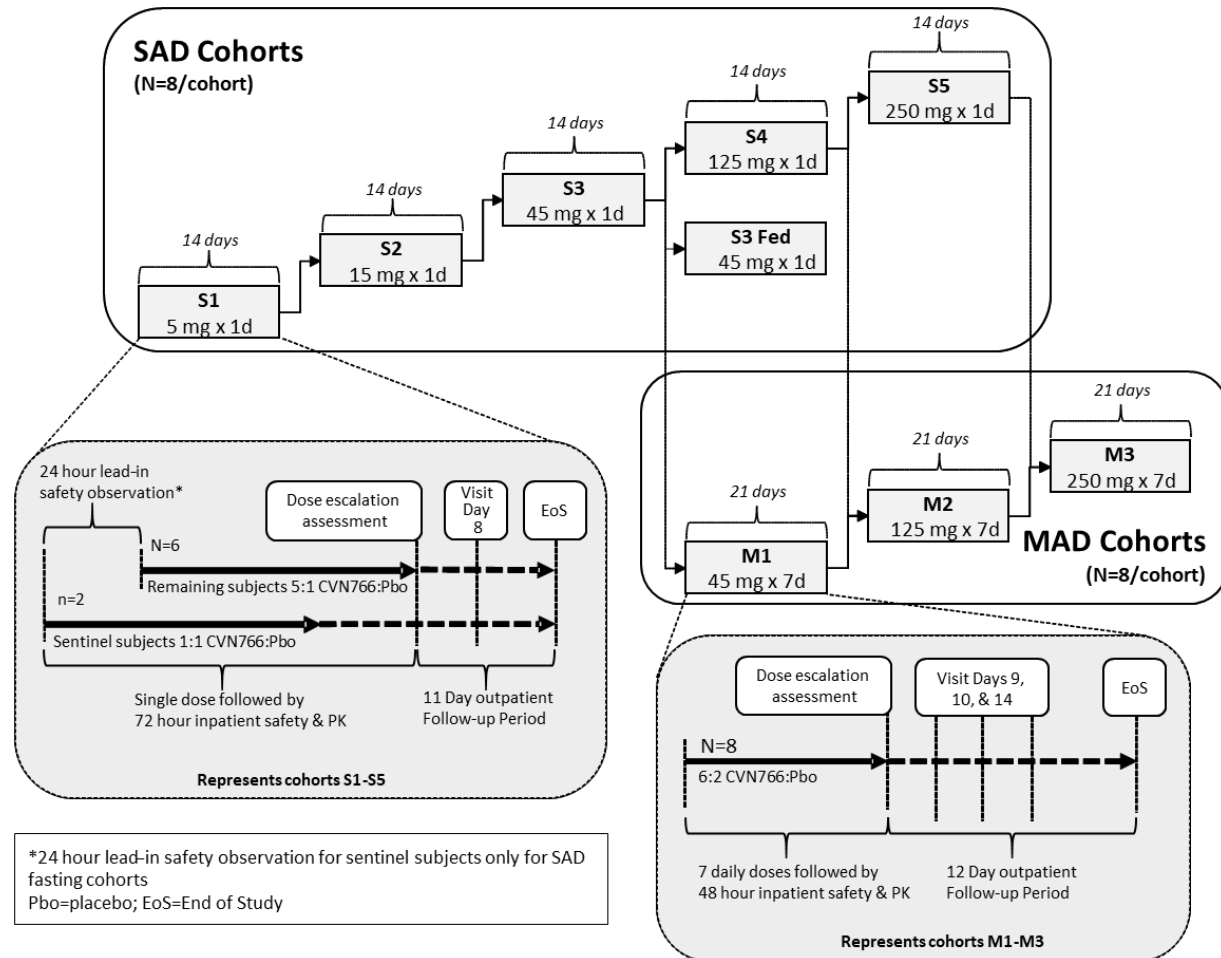 SAD Cohorts
(N=8/cohort)
14 days
S1
5 mg x 1d
14 days
S2
15 mg x 1d
14 days
S3
45 mg x 1d
14 days
S4
125 mg x 1d
S3 Fed
45 mg x 1d
14 days
S5
250 mg x 1d
MAD Cohorts
(N=8/cohort)
21 days
M1
45 mg x 7d
21 days
M2
125 mg x 7d
21 days
M3
250 mg x 7d
24 hour lead-in
safety observation*
Dose escalation
assessment
Visit
Day
8
EoS
N=6
Remaining subjects 5:1 CVN766:Pbo
n=2
Sentinel subjects 1:1 CVN766:Pbo
Single dose followed by
72 hour inpatient safety & PK
11 Day outpatient
Follow-up Period
Represents cohorts S1-S5
Dose escalation
assessment
Visit Days 9,
10, & 14
EoS
N=8
6:2 CVN766:Pbo
7 daily doses followed by
48 hour inpatient safety & PK
12 Day outpatient
Follow-up Period
Represents cohorts M1-M3
*24 hour lead-in safety observation for sentinel subjects only for SAD
fasting cohorts
Pbo=placebo; EoS=End of Study